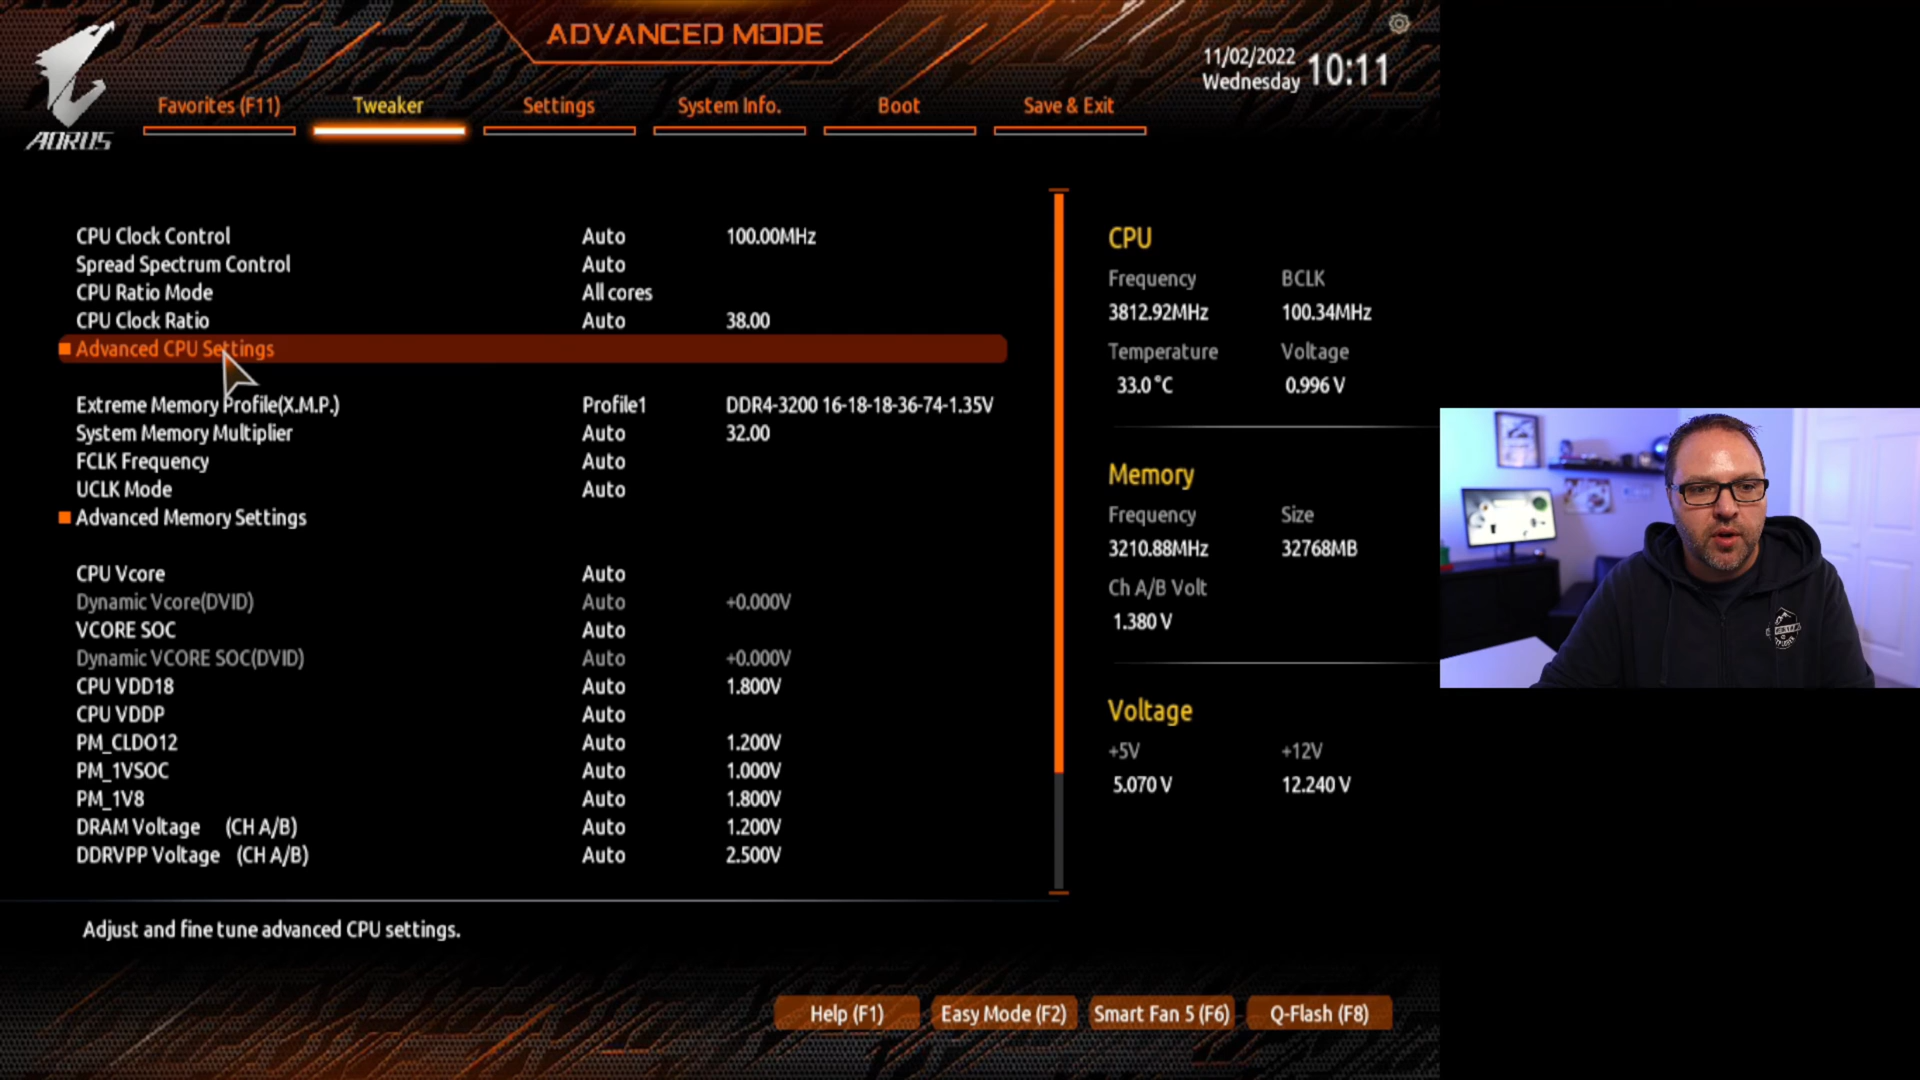 ADVANCED MODE
11/02/2022
Wednesday 10:11
AORUS
Favorites (F11) Tweaker Settings System Info. Boot Save & Exit
CPU Clock Control Auto 100.00MHz
Spread Spectrum Control Auto
CPU Ratio Mode All cores
CPU Clock Ratio Auto 38.00
Advanced CPU Settings
Extreme Memory Profile(X.M.P.) Profile1 DDR4-3200 16-18-18-36-74-1.35V
System Memory Multiplier Auto 32.00
FCLK Frequency Auto
UCLK Mode Auto
Advanced Memory Settings
CPU Vcore Auto
Dynamic Vcore(DVID) Auto +0.000V
VCORE SOC Auto
Dynamic VCORE SOC(DVID) Auto +0.000V
CPU VDD18 Auto 1.800V
CPU VDDP Auto
PM_CLDO12 Auto 1.200V
PM_1VSOC Auto 1.000V
PM_1V8 Auto 1.800V
DRAM Voltage (CH A/B) Auto 1.200V
DDRVPP Voltage (CH A/B) Auto 2.500V
CPU
Frequency BCLK
3812.92MHz 100.34MHz
Temperature Voltage
33.0 °C 0.996 V
Memory
Frequency Size
3210.88MHz 32768MB
Ch A/B Volt
1.380 V
Voltage
+5V +12V
5.070 V 12.240 V
Adjust and fine tune advanced CPU settings.
Help (F1) Easy Mode (F2) Smart Fan 5 (F6) Q-Flash (F8)